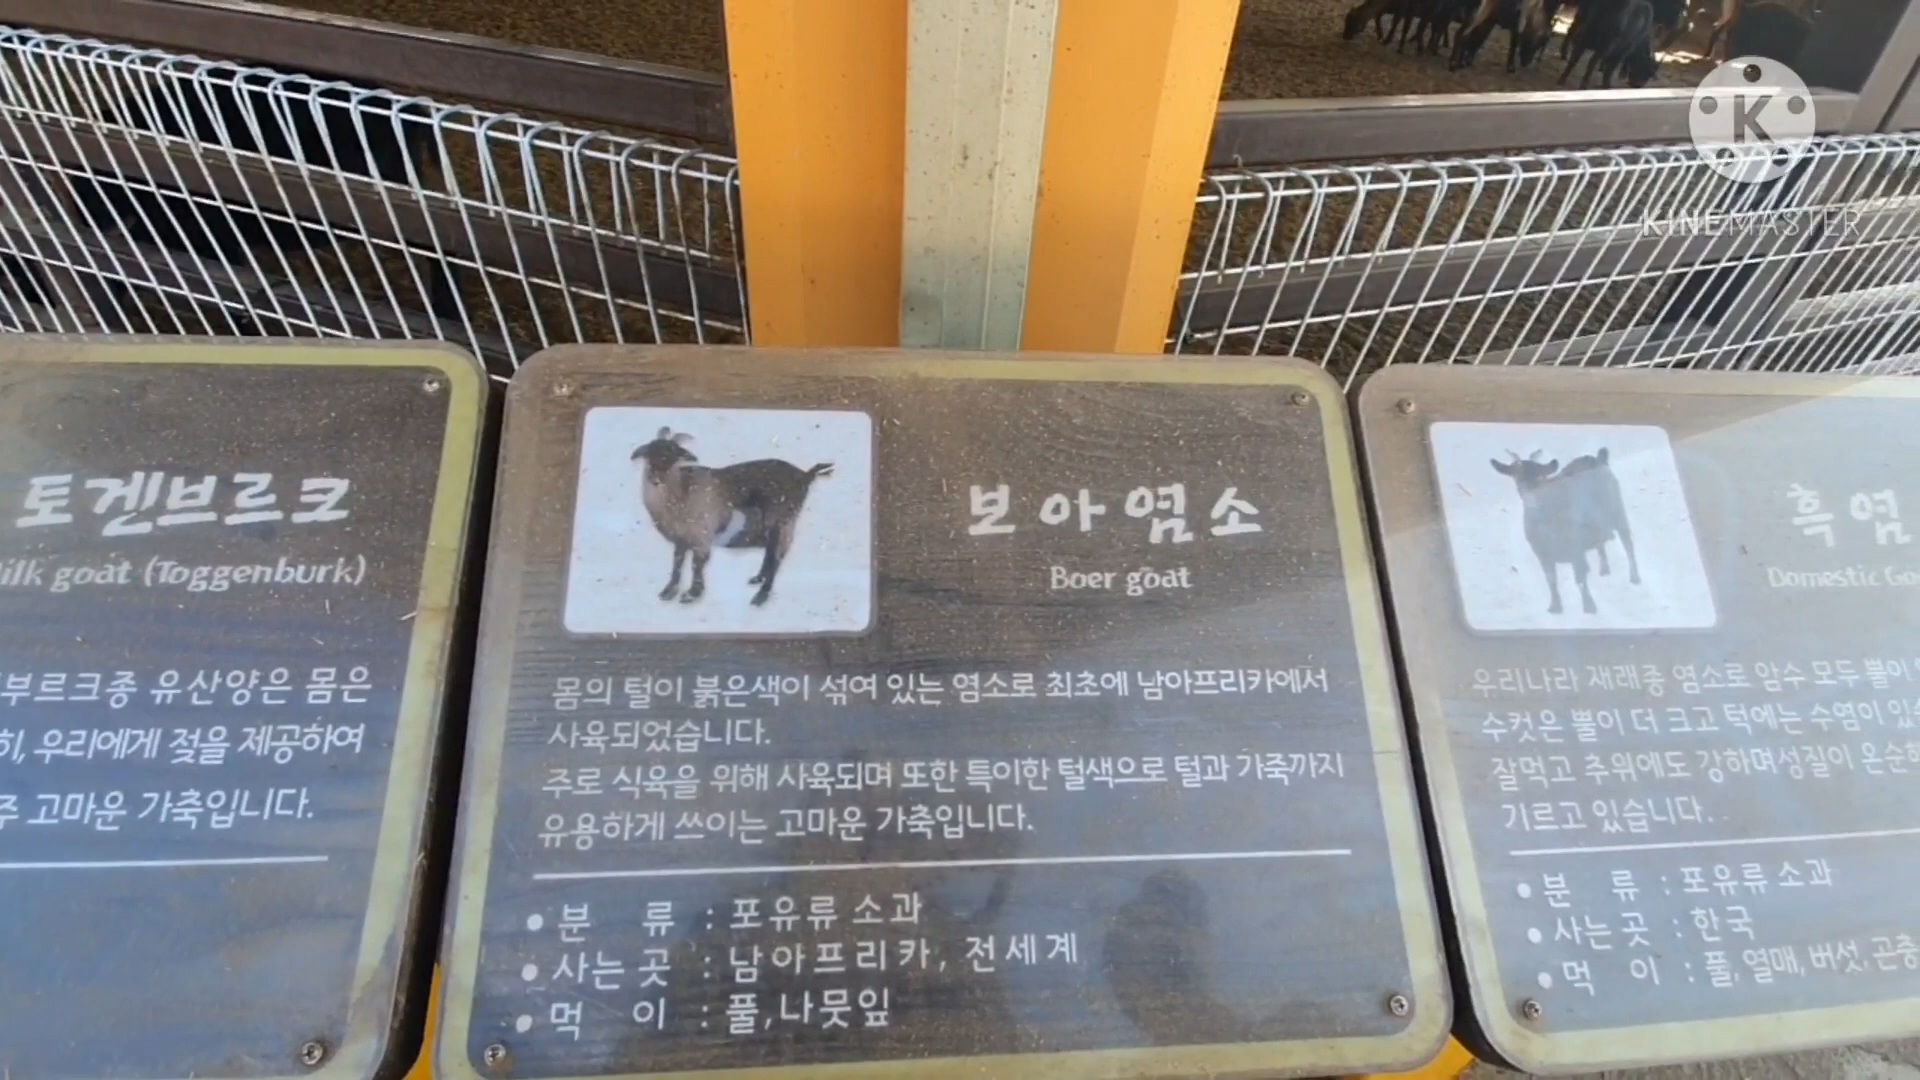 K
KINEMASTER
토겐브르크
ilk goat (Toggenburk)
부르크종 유산양은 몸은
히, 우리에게 젖을 제공하여
주 고마운 가축입니다.
보아염소
Boer goat
몸의 털이 붉은색이 섞여 있는 염소로 최초에 남아프리카에서
사육되었습니다.
주로 식육을 위해 사육되며 또한 특이한 털색으로 털과 가죽까지
유용하게 쓰이는 고마운 가축입니다.
• 분 류 : 포유류 소과
• 사는 곳 : 남아프리카, 전세계
• 먹 이 : 풀, 나뭇잎
흑염
Domestic Go
우리나라 재래종 염소로 암수 모두 뿔이
수컷은 뿔이 더 크고 턱에는 수염이 있
잘먹고 추위에도 강하며성질이 온순
기르고 있습니다.
• 분 류 : 포유류 소과
• 사는 곳 : 한국
• 먹 이 : 풀, 열매, 버섯, 곤충